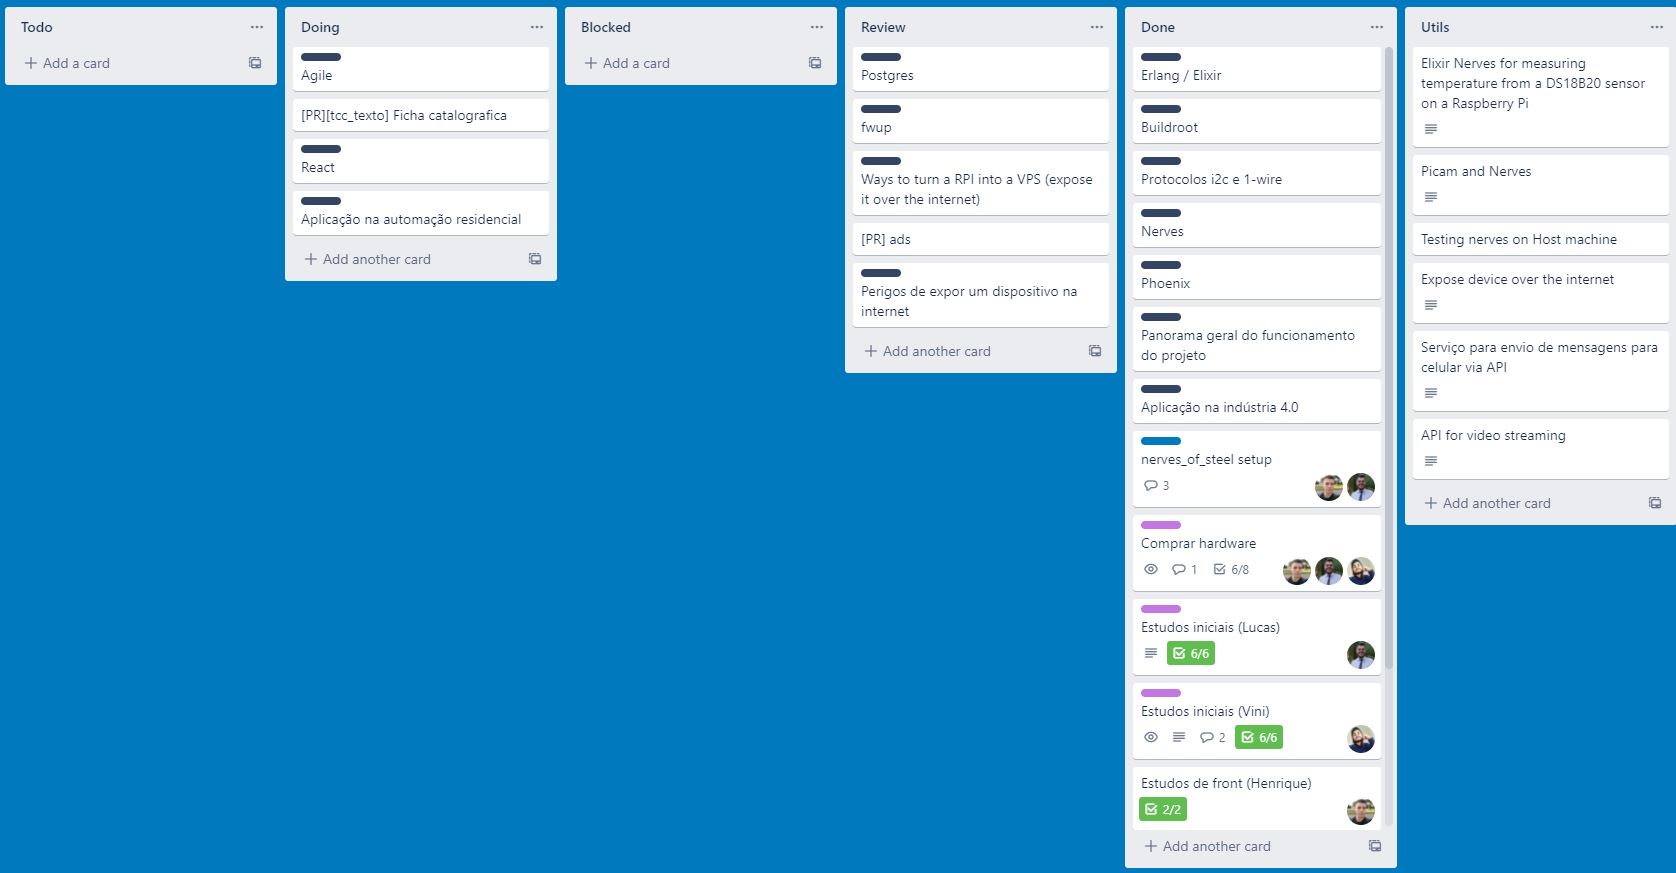 Todo
Add a card
Doing
Agile
[PR][tcc_texto] Ficha catalografica
React
Aplicação na automação residencial
Add another card
Blocked
Add a card
Review
Postgres
fwup
Ways to turn a RPI into a VPS (expose
it over the internet)
[PR] ads
Perigos de expor um dispositivo na
internet
Add another card
Done
Erlang / Elixir
Buildroot
Protocolos i2c e 1-wire
Nerves
Phoenix
Panorama geral do funcionamento
do projeto
Aplicação na indústria 4.0
nerves_of_steel setup
3
Comprar hardware
1 6/8
Estudos iniciais (Lucas)
6/6
Estudos iniciais (Vini)
2 6/6
Estudos de front (Henrique)
2/2
Add another card
Utils
Elixir Nerves for measuring
temperature from a DS18B20 sensor
on a Raspberry Pi
Picam and Nerves
Testing nerves on Host machine
Expose device over the internet
Serviço para envio de mensagens para
celular via API
API for video streaming
Add another card